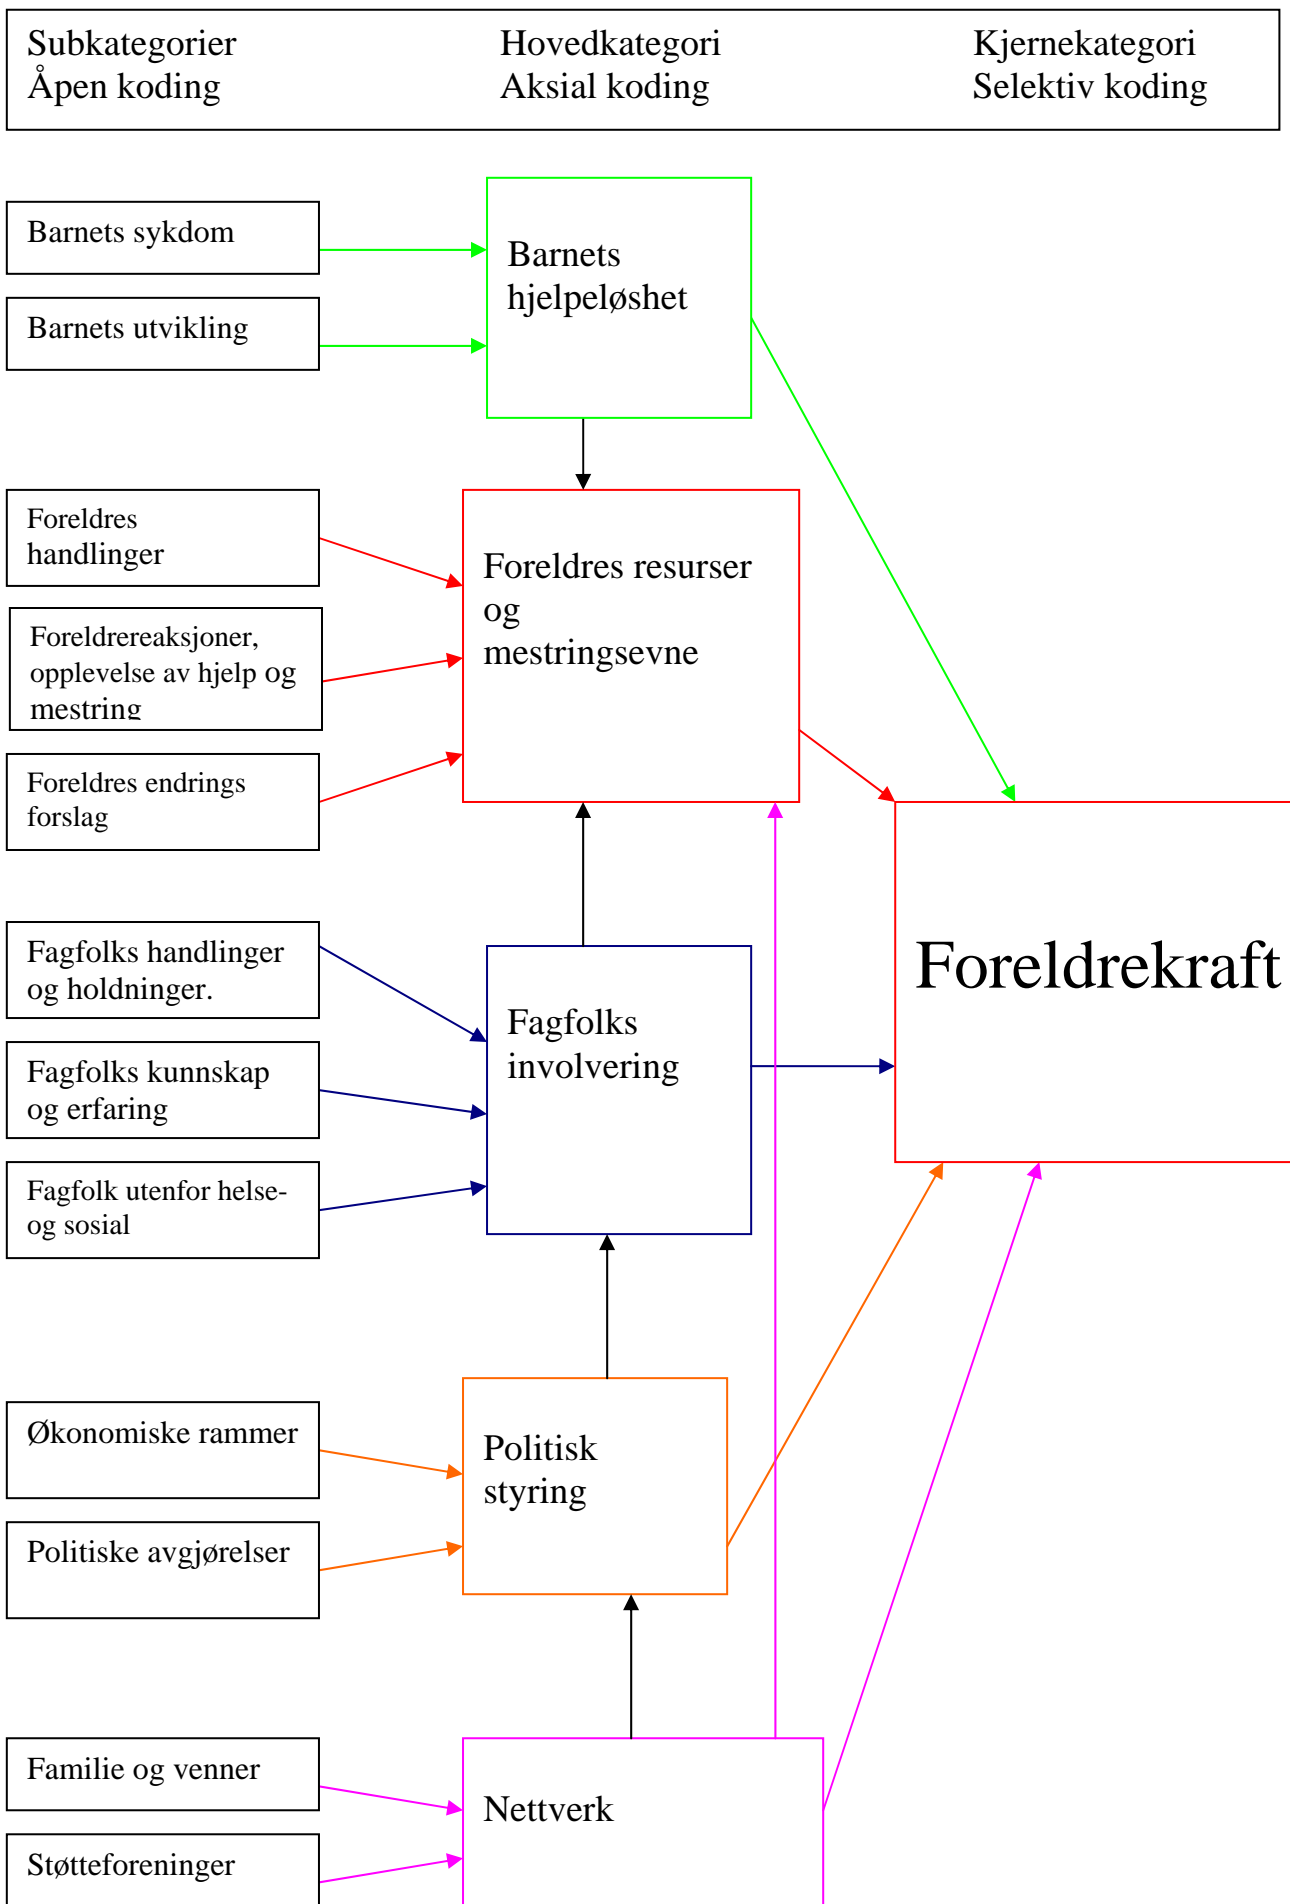 Subkategorier Hovedkategori Kjernekategori
Åpen koding Aksial koding Selektiv koding
Barnets sykdom
Barnets utvikling
Barnets
hjelpeløshet
Foreldres
handlinger
Foreldrereaksjoner,
opplevelse av hjelp og
mestring
Foreldres endrings
forslag
Foreldres resurser
og
mestringsevne
Fagfolks handlinger
og holdninger.
Fagfolks kunnskap
og erfaring
Fagfolk utenfor helse-
og sosial
Fagfolks
involvering
Økonomiske rammer
Politiske avgjørelser
Politisk
styring
Familie og venner
Støtteforeninger
Nettverk
Foreldrekraft